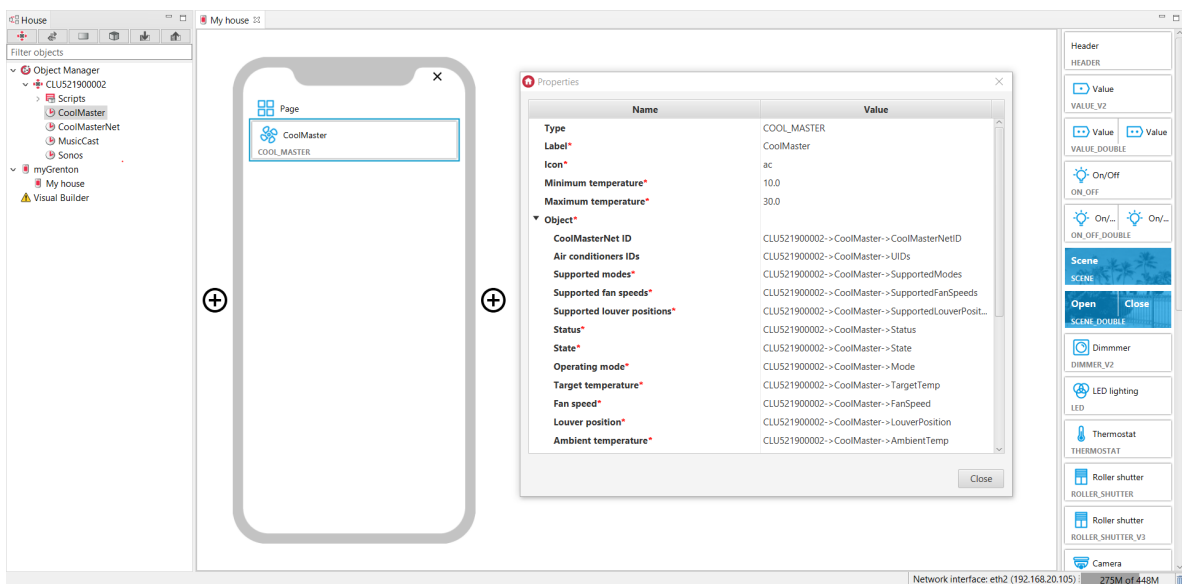 House
My house
Filter objects
Object Manager
CLU521900002
Scripts
CoolMaster
CoolMasterNet
MusicCast
Sonos
myGrenton
My house
Visual Builder
Page
CoolMaster
COOL_MASTER
Properties
Name Value
Type COOL_MASTER
Label* CoolMaster
Icon* ac
Minimum temperature* 10.0
Maximum temperature* 30.0
Object*
CoolMasterNet ID CLU521900002->CoolMaster->CoolMasterNetID
Air conditioners IDs CLU521900002->CoolMaster->UIDs
Supported modes* CLU521900002->CoolMaster->SupportedModes
Supported fan speeds* CLU521900002->CoolMaster->SupportedFanSpeeds
Supported louver positions* CLU521900002->CoolMaster->SupportedLouverPosit...
Status* CLU521900002->CoolMaster->Status
State* CLU521900002->CoolMaster->State
Operating mode* CLU521900002->CoolMaster->Mode
Target temperature* CLU521900002->CoolMaster->TargetTemp
Fan speed* CLU521900002->CoolMaster->FanSpeed
Louver position* CLU521900002->CoolMaster->LouverPosition
Ambient temperature* CLU521900002->CoolMaster->AmbientTemp
Close
Header
HEADER
Value
VALUE_V2
Value Value
VALUE_DOUBLE
On/Off
ON_OFF
On/... On/...
ON_OFF_DOUBLE
Scene
SCENE
Open Close
SCENE_DOUBLE
Dimmmer
DIMMER_V2
LED lighting
LED
Thermostat
THERMOSTAT
Roller shutter
ROLLER_SHUTTER
Roller shutter
ROLLER_SHUTTER_V3
Camera
Network interface: eth2 (192.168.20.105) 275M of 448M